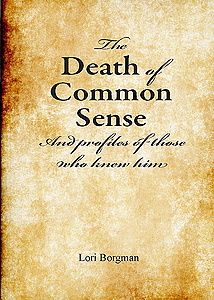 The
Death of
Common
Sense
And profiles of those
who knew him
Lori Borgman